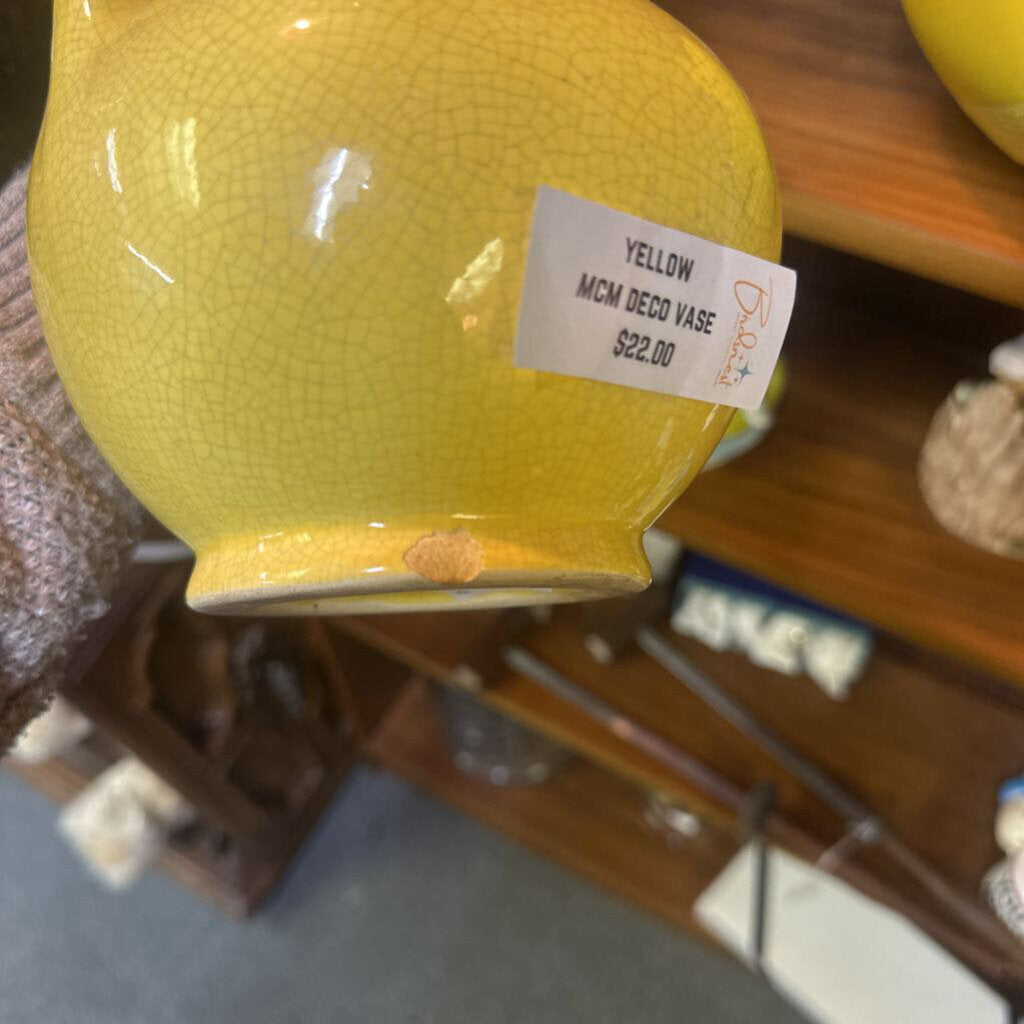 YELLOW
MCM DECO VASE
$22.00